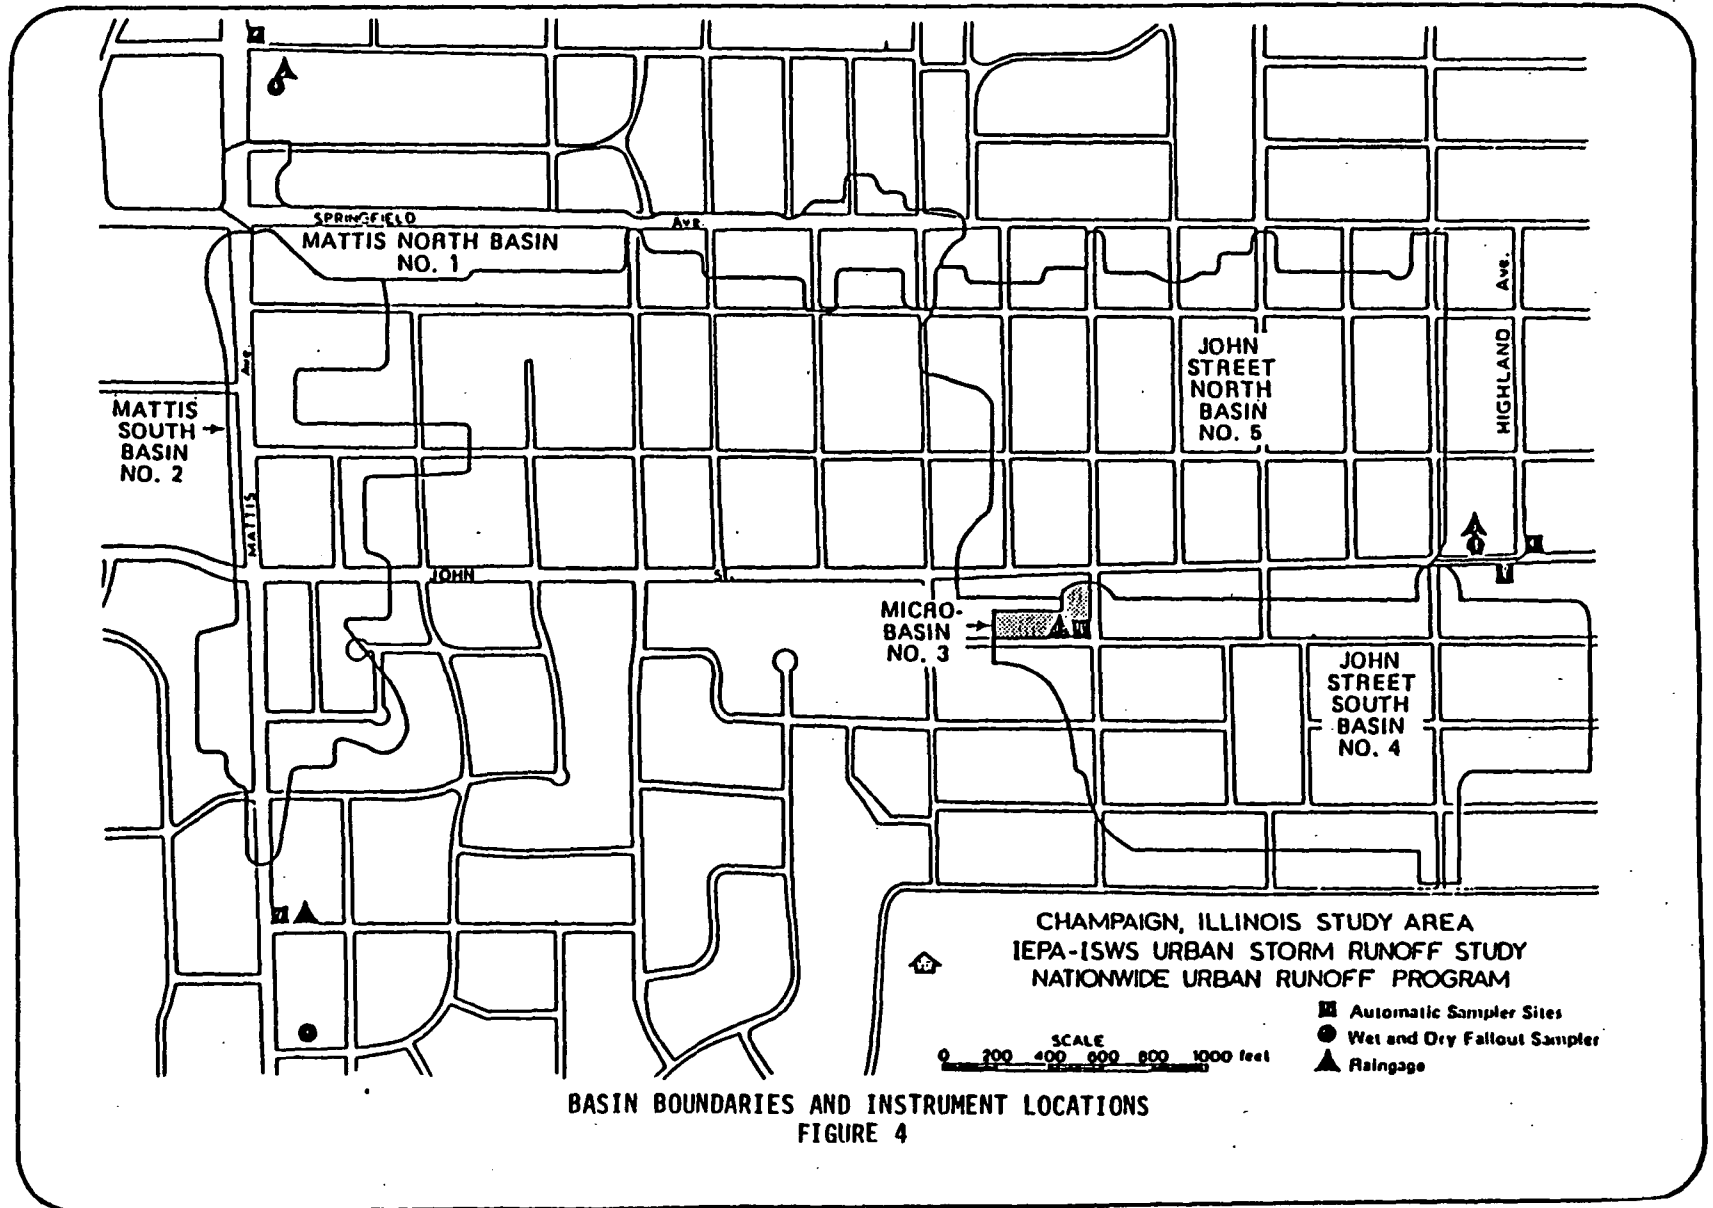 SPRINGFIELD AVE.
MATTIS NORTH BASIN
NO. 1
HIGHLAND AVE.
MATTIS AVE.
MATTIS
SOUTH
BASIN
NO. 2
JOHN
STREET
NORTH
BASIN
NO. 5
JOHN ST.
MICRO-
BASIN
NO. 3
JOHN
STREET
SOUTH
BASIN
NO. 4
CHAMPAIGN, ILLINOIS STUDY AREA
IEPA-ISWS URBAN STORM RUNOFF STUDY
NATIONWIDE URBAN RUNOFF PROGRAM
Automatic Sampler Sites
Wet and Dry Fallout Sampler
Raingage
SCALE
0 200 400 600 800 1000 feet
BASIN BOUNDARIES AND INSTRUMENT LOCATIONS
FIGURE 4